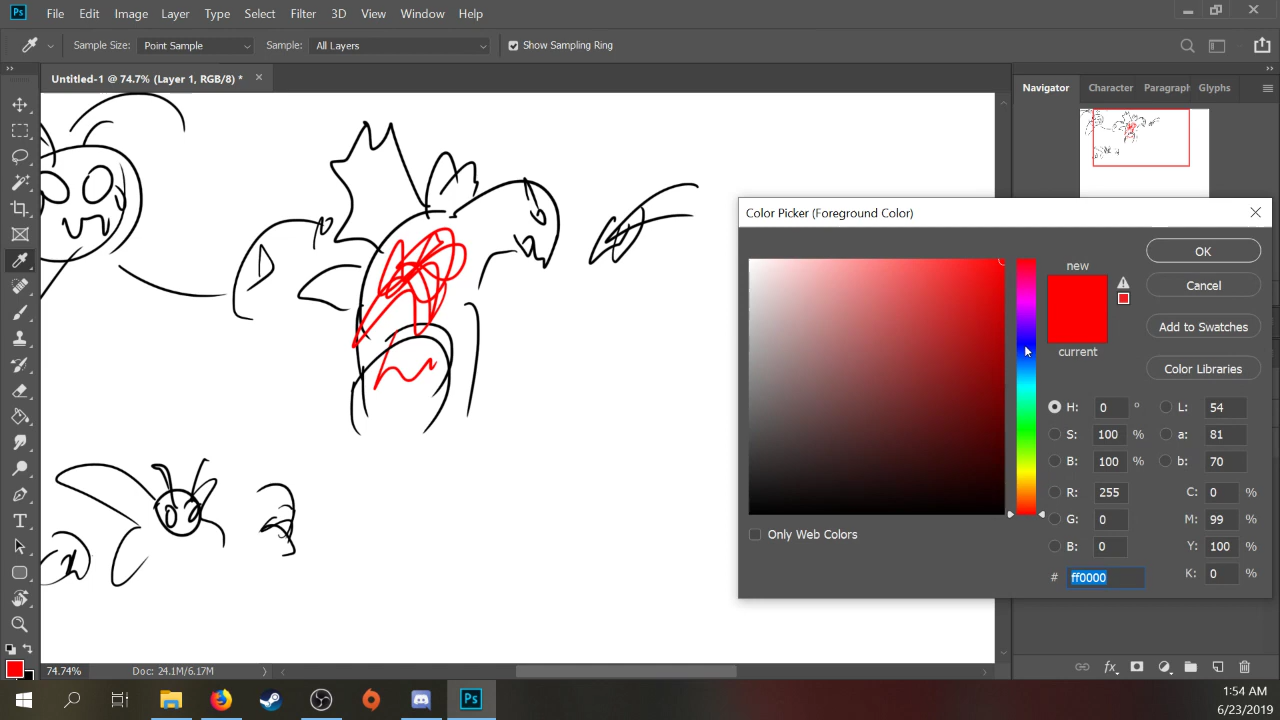 Ps File Edit Image Layer Type Select Filter 3D View Window Help
Sample Size: Point Sample Sample: All Layers Show Sampling Ring
Untitled-1 @ 74.7% (Layer 1, RGB/8) * ×
Navigator Character Paragraph Glyphs
Color Picker (Foreground Color)
new
current
OK
Cancel
Add to Swatches
Color Libraries
H: 0 ° L: 54
S: 100 % a: 81
B: 100 % b: 70
R: 255 C: 0 %
G: 0 M: 99 %
B: 0 Y: 100 %
# ff0000 K: 0 %
Only Web Colors
74.74% Doc: 24.1M/6.17M
fx
Ps
1:54 AM
6/23/2019